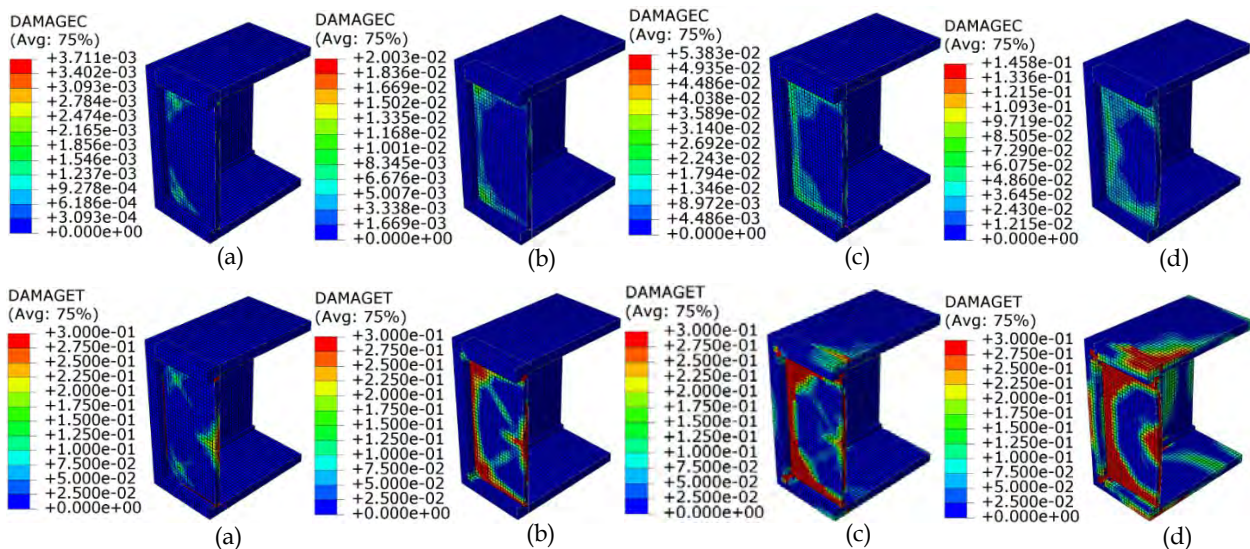 DAMAGEC
(Avg: 75%)
+3.711e-03
+3.402e-03
+3.093e-03
+2.784e-03
+2.474e-03
+2.165e-03
+1.856e-03
+1.546e-03
+1.237e-03
+9.278e-04
+6.186e-04
+3.093e-04
+0.000e+00
(a)
DAMAGEC
(Avg: 75%)
+2.003e-02
+1.836e-02
+1.669e-02
+1.502e-02
+1.335e-02
+1.168e-02
+1.001e-02
+8.345e-03
+6.676e-03
+5.007e-03
+3.338e-03
+1.669e-03
+0.000e+00
(b)
DAMAGEC
(Avg: 75%)
+5.383e-02
+4.935e-02
+4.486e-02
+4.038e-02
+3.589e-02
+3.140e-02
+2.692e-02
+2.243e-02
+1.794e-02
+1.346e-02
+8.972e-03
+4.486e-03
+0.000e+00
(c)
DAMAGEC
(Avg: 75%)
+1.458e-01
+1.336e-01
+1.215e-01
+1.093e-01
+9.719e-02
+8.505e-02
+7.290e-02
+6.075e-02
+4.860e-02
+3.645e-02
+2.430e-02
+1.215e-02
+0.000e+00
(d)
DAMAGET
(Avg: 75%)
+3.000e-01
+2.750e-01
+2.500e-01
+2.250e-01
+2.000e-01
+1.750e-01
+1.500e-01
+1.250e-01
+1.000e-01
+7.500e-02
+5.000e-02
+2.500e-02
+0.000e+00
(a)
DAMAGET
(Avg: 75%)
+3.000e-01
+2.750e-01
+2.500e-01
+2.250e-01
+2.000e-01
+1.750e-01
+1.500e-01
+1.250e-01
+1.000e-01
+7.500e-02
+5.000e-02
+2.500e-02
+0.000e+00
(b)
DAMAGET
(Avg: 75%)
+3.000e-01
+2.750e-01
+2.500e-01
+2.250e-01
+2.000e-01
+1.750e-01
+1.500e-01
+1.250e-01
+1.000e-01
+7.500e-02
+5.000e-02
+2.500e-02
+0.000e+00
(c)
DAMAGET
(Avg: 75%)
+3.000e-01
+2.750e-01
+2.500e-01
+2.250e-01
+2.000e-01
+1.750e-01
+1.500e-01
+1.250e-01
+1.000e-01
+7.500e-02
+5.000e-02
+2.500e-02
+0.000e+00
(d)